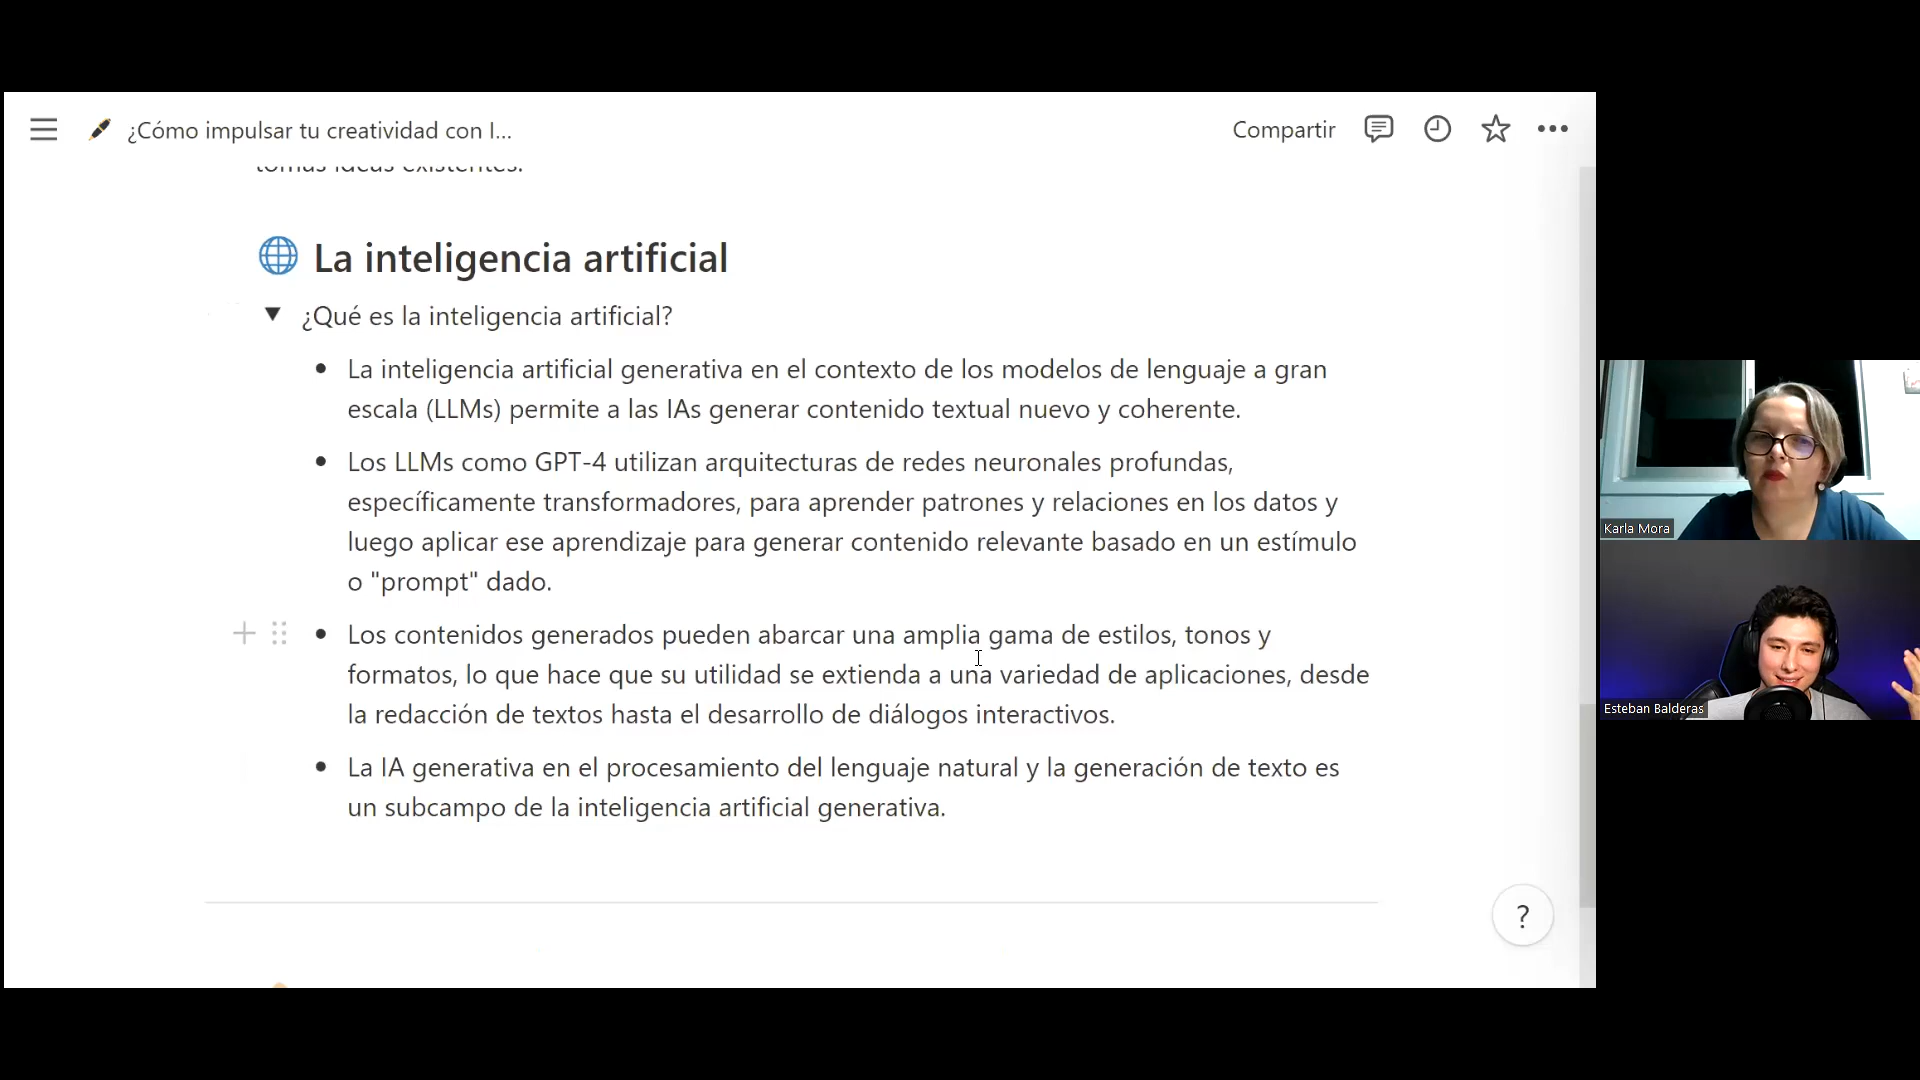 ¿Cómo impulsar tu creatividad con I...
Compartir
tomas ideas existentes.
La inteligencia artificial
¿Qué es la inteligencia artificial?
La inteligencia artificial generativa en el contexto de los modelos de lenguaje a gran
escala (LLMs) permite a las IAs generar contenido textual nuevo y coherente.
Los LLMs como GPT-4 utilizan arquitecturas de redes neuronales profundas,
específicamente transformadores, para aprender patrones y relaciones en los datos y
luego aplicar ese aprendizaje para generar contenido relevante basado en un estímulo
o "prompt" dado.
Los contenidos generados pueden abarcar una amplia gama de estilos, tonos y
formatos, lo que hace que su utilidad se extienda a una variedad de aplicaciones, desde
la redacción de textos hasta el desarrollo de diálogos interactivos.
La IA generativa en el procesamiento del lenguaje natural y la generación de texto es
un subcampo de la inteligencia artificial generativa.
?
Karla Mora
Esteban Balderas